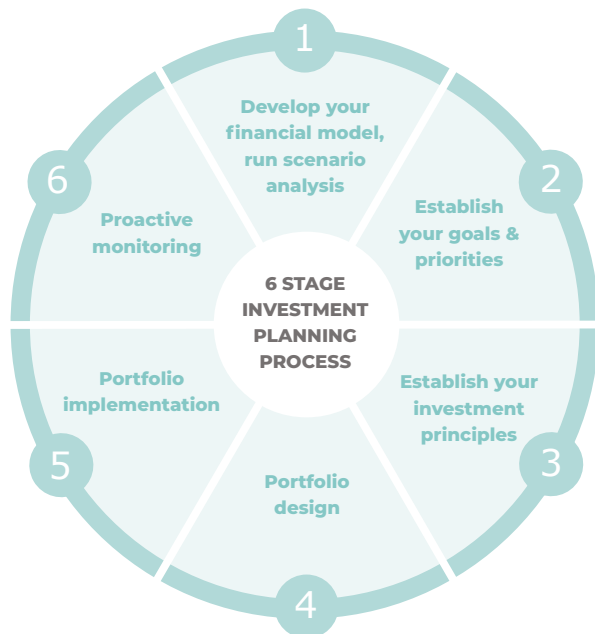 1
Develop your
financial model,
run scenario
analysis
2
Establish
your goals &
priorities
3
Establish your
investment
principles
4
Portfolio
design
5
Portfolio
implementation
6
Proactive
monitoring
6 STAGE
INVESTMENT
PLANNING
PROCESS